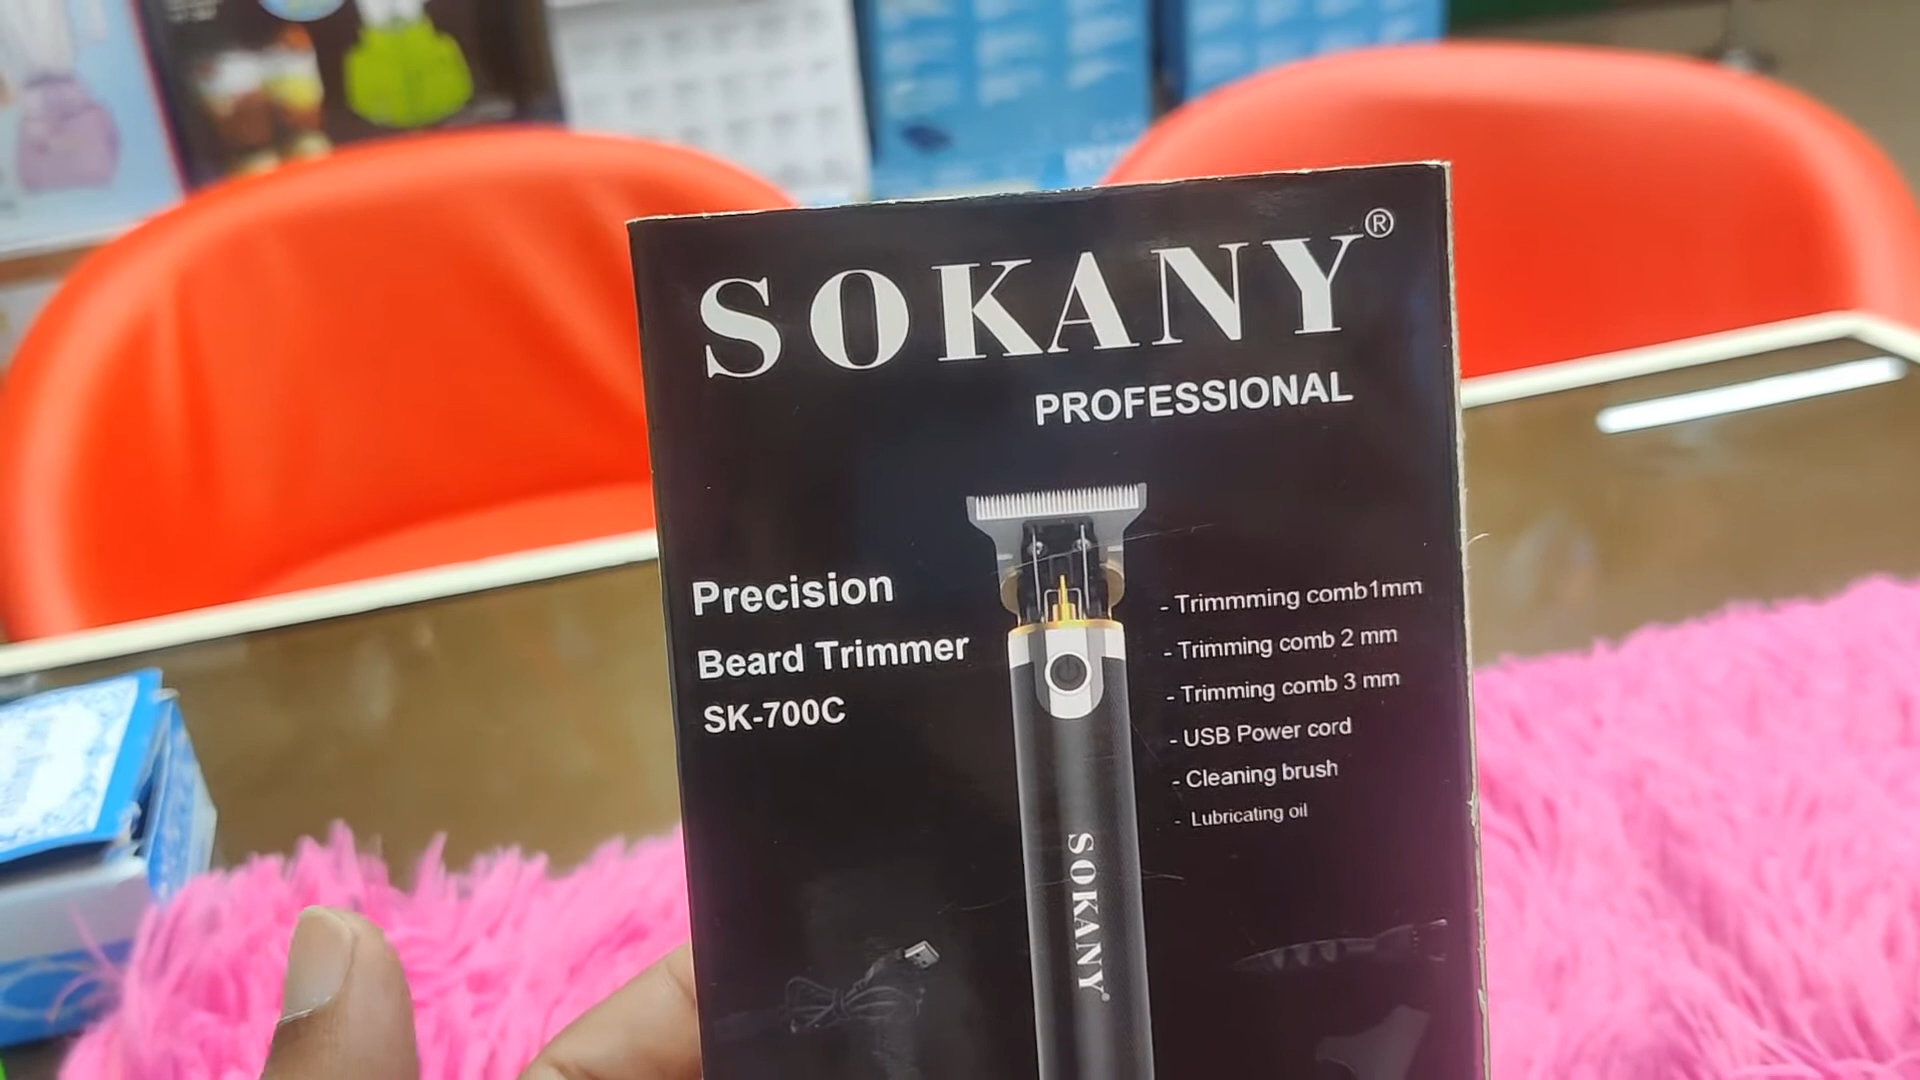 SOKANY®
PROFESSIONAL
Precision
Beard Trimmer
SK-700C
- Trimmming comb1mm
- Trimming comb 2 mm
- Trimming comb 3 mm
- USB Power cord
- Cleaning brush
- Lubricating oil
SOKANY